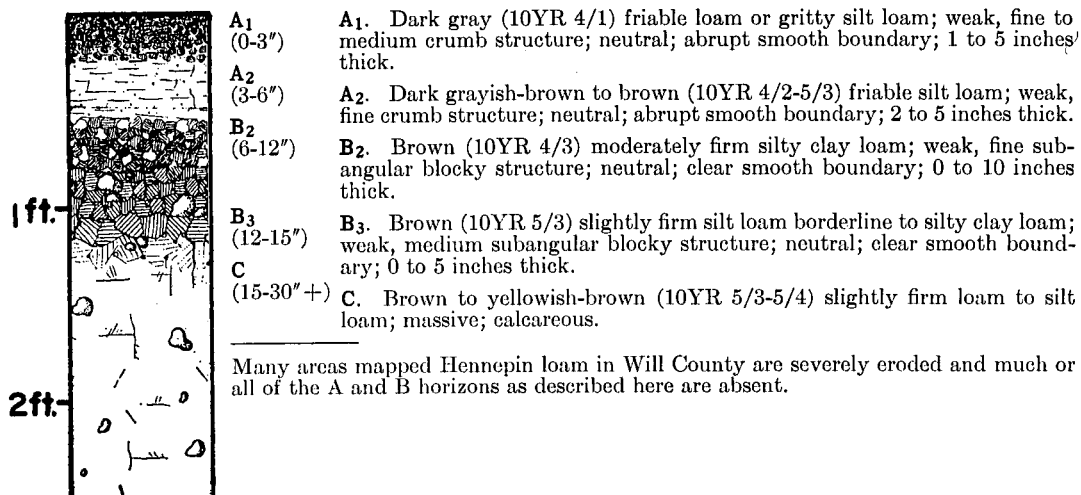 A1
(0-3″)
A2
(3-6″)
B2
(6-12″)
1 ft.
B3
(12-15″)
C
(15-30″+)
2 ft.
A1. Dark gray (10YR 4/1) friable loam or gritty silt loam; weak, fine to
medium crumb structure; neutral; abrupt smooth boundary; 1 to 5 inches
thick.
A2. Dark grayish-brown to brown (10YR 4/2-5/3) friable silt loam; weak,
fine crumb structure; neutral; abrupt smooth boundary; 2 to 5 inches thick.
B2. Brown (10YR 4/3) moderately firm silty clay loam; weak, fine sub-
angular blocky structure; neutral; clear smooth boundary; 0 to 10 inches
thick.
B3. Brown (10YR 5/3) slightly firm silt loam borderline to silty clay loam;
weak, medium subangular blocky structure; neutral; clear smooth bound-
ary; 0 to 5 inches thick.
C. Brown to yellowish-brown (10YR 5/3-5/4) slightly firm loam to silt
loam; massive; calcareous.
Many areas mapped Hennepin loam in Will County are severely eroded and much or
all of the A and B horizons as described here are absent.